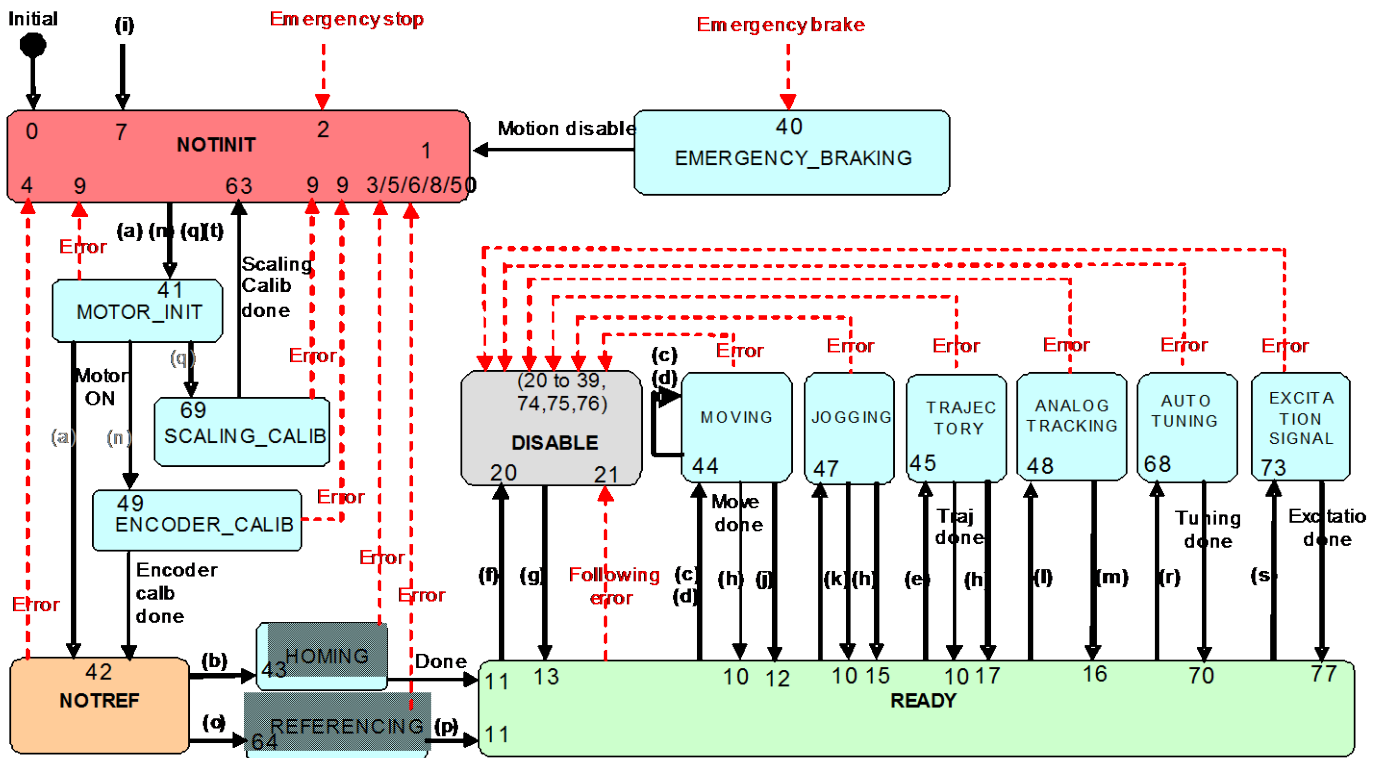 Initial
(i)
Emergency stop
Emergency brake
0
7
2
40
NOTINIT
1
Motion disable
EMERGENCY_BRAKING
4
9
63
9
9
3/5/6/8/50
(a) (n) (q)(t)
Error
Scaling
Calib
done
41
MOTOR_INIT
(q)
Error
Motor
ON
69
SCALING_CALIB
(a)
(n)
49
ENCODER_CALIB
Error
Encoder
calb
done
Error
Error
Error
(c)
(d)
Error
Error
Error
Error
Error
Error
(20 to 39,
74,75,76)
DISABLE
20
21
MOVING
44
JOGGING
47
TRAJEC
TORY
45
ANALOG
TRACKING
48
AUTO
TUNING
68
EXCITA
TION
SIGNAL
73
(f)
(g)
Following
error
(c)
(d)
Move
done
(h)
(j)
(k)
(h)
(e)
Traj
done
(h)
(l)
(m)
(r)
Tuning
done
(s)
Excitatio
done
42
NOTREF
(b)
43
HOMING
Done
(o)
64
REFERENCING
(p)
11
13
10
12
10
15
10
17
16
70
77
READY
11